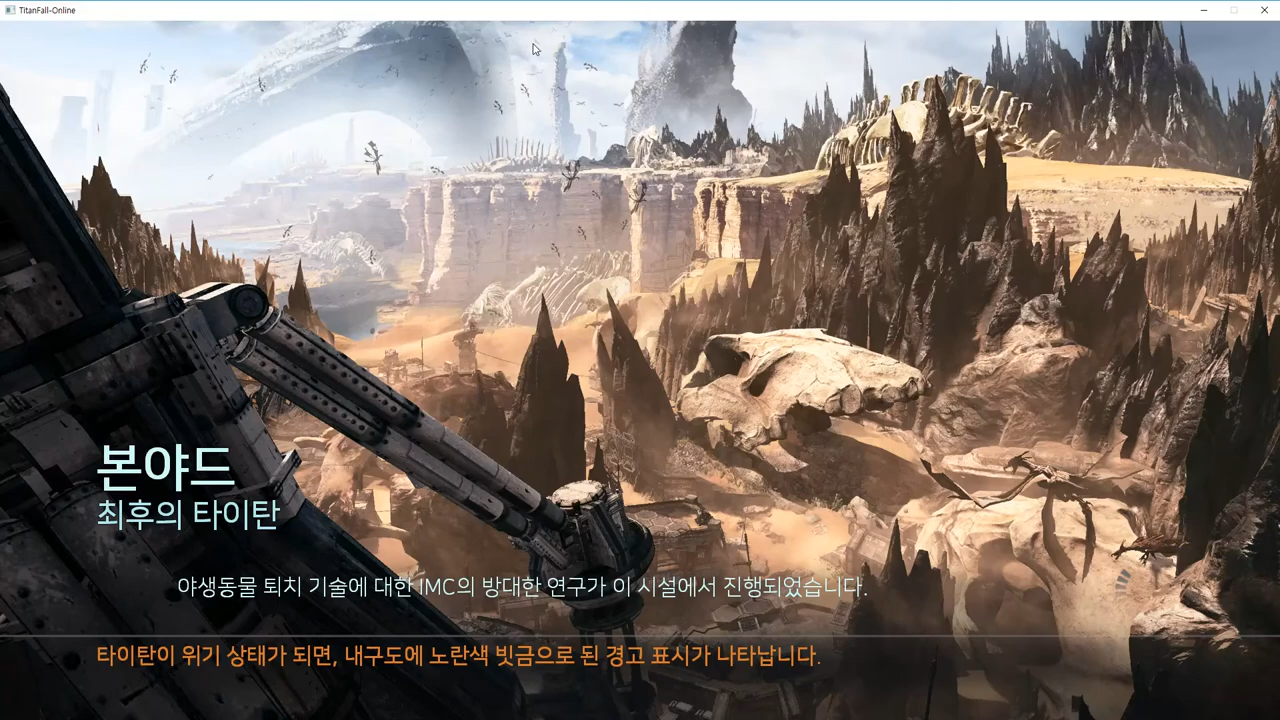 TitanFall-Online
본야드
최후의 타이탄
야생동물 퇴치 기술에 대한 IMC의 방대한 연구가 이 시설에서 진행되었습니다.
타이탄이 위기 상태가 되면, 내구도에 노란색 빗금으로 된 경고 표시가 나타납니다.